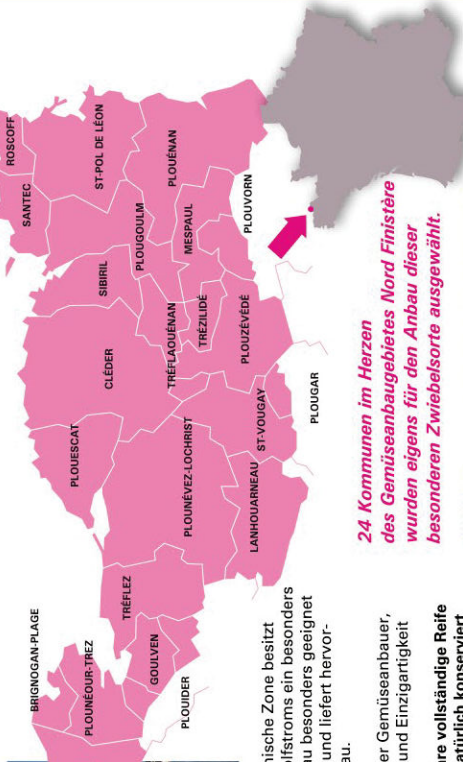 ROSCOFF
SANTEC
ST-POL DE LÉON
SIBIRIL
PLOUGOULM
PLOUÉNAN
CLÉDER
MESPAUL
TRÉFLAOUÉNAN
TRÉZILIDÉ
PLOUVORN
PLOUESCAT
PLOUZÉVÉDÉ
PLOUNÉVEZ-LOCHRIST
ST-VOUGAY
LANHOUARNEAU
PLOUGAR
BRIGNOGAN-PLAGE
TRÉFLEZ
PLOUNÉOUR-TREZ
GOULVEN
PLOUIDER
24 Kommunen im Herzen
des Gemüseanbaugebietes Nord Finistère
wurden eigens für den Anbau dieser
besonderen Zwiebelsorte ausgewählt.
nische Zone besitzt
olfstroms ein besonders
au besonders geeignet
und liefert hervor-
au.
er Gemüseanbauer,
und Einzigartigkeit
re vollständige Reife
atürlich konserviert